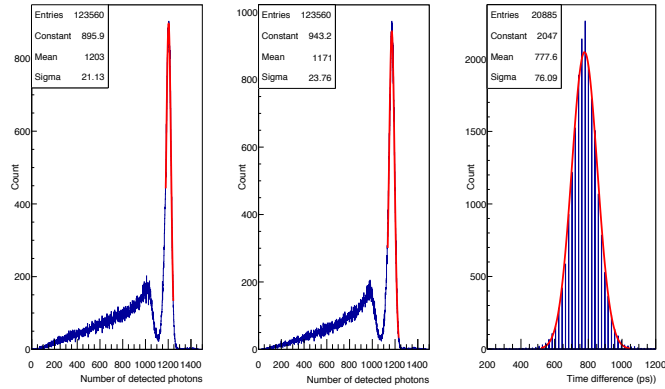 Entries 123560
Constant 895.9
Mean 1203
Sigma 21.13
Count
800
600
400
200
0
0 200 400 600 800 1000 1200 1400
Number of detected photons
Entries 123560
Constant 943.2
Mean 1171
Sigma 23.76
Count
1000
800
600
400
200
0
0 200 400 600 800 1000 1200 1400
Number of detected photons
Entries 20885
Constant 2047
Mean 777.6
Sigma 76.09
Count
2000
1500
1000
500
0
200 400 600 800 1000 1200
Time difference (ps))